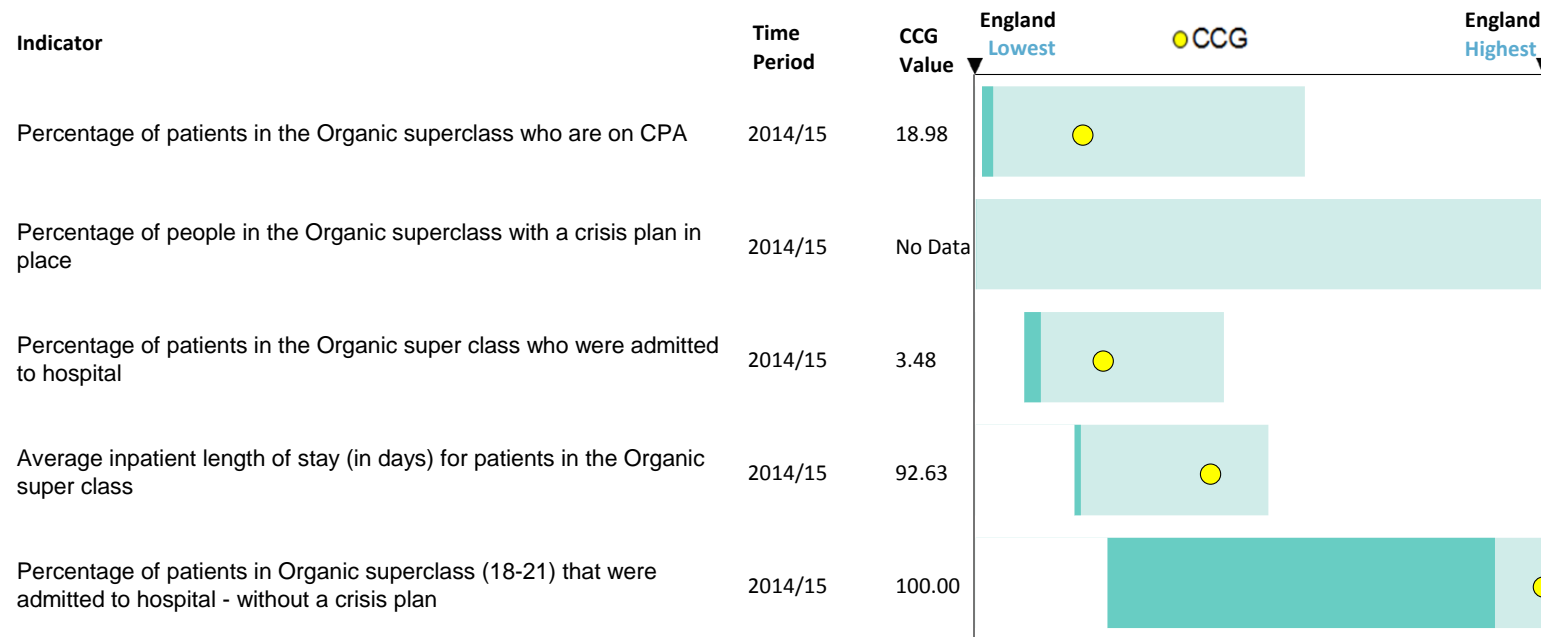 Indicator
Time
Period
CCG
Value
England
Lowest
CCG
England
Highest
Percentage of patients in the Organic superclass who are on CPA
2014/15
18.98
Percentage of people in the Organic superclass with a crisis plan in
place
2014/15
No Data
Percentage of patients in the Organic super class who were admitted
to hospital
2014/15
3.48
Average inpatient length of stay (in days) for patients in the Organic
super class
2014/15
92.63
Percentage of patients in Organic superclass (18-21) that were
admitted to hospital - without a crisis plan
2014/15
100.00